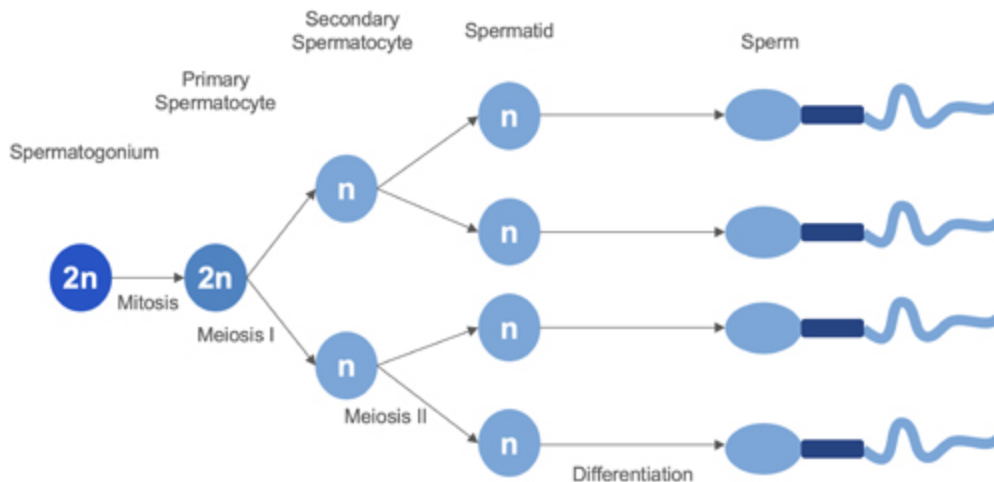 Secondary
Spermatocyte
Spermatid
Sperm
Primary
Spermatocyte
Spermatogonium
n
n
n
2n
2n
Mitosis
Meiosis I
n
n
Meiosis II
n
Differentiation